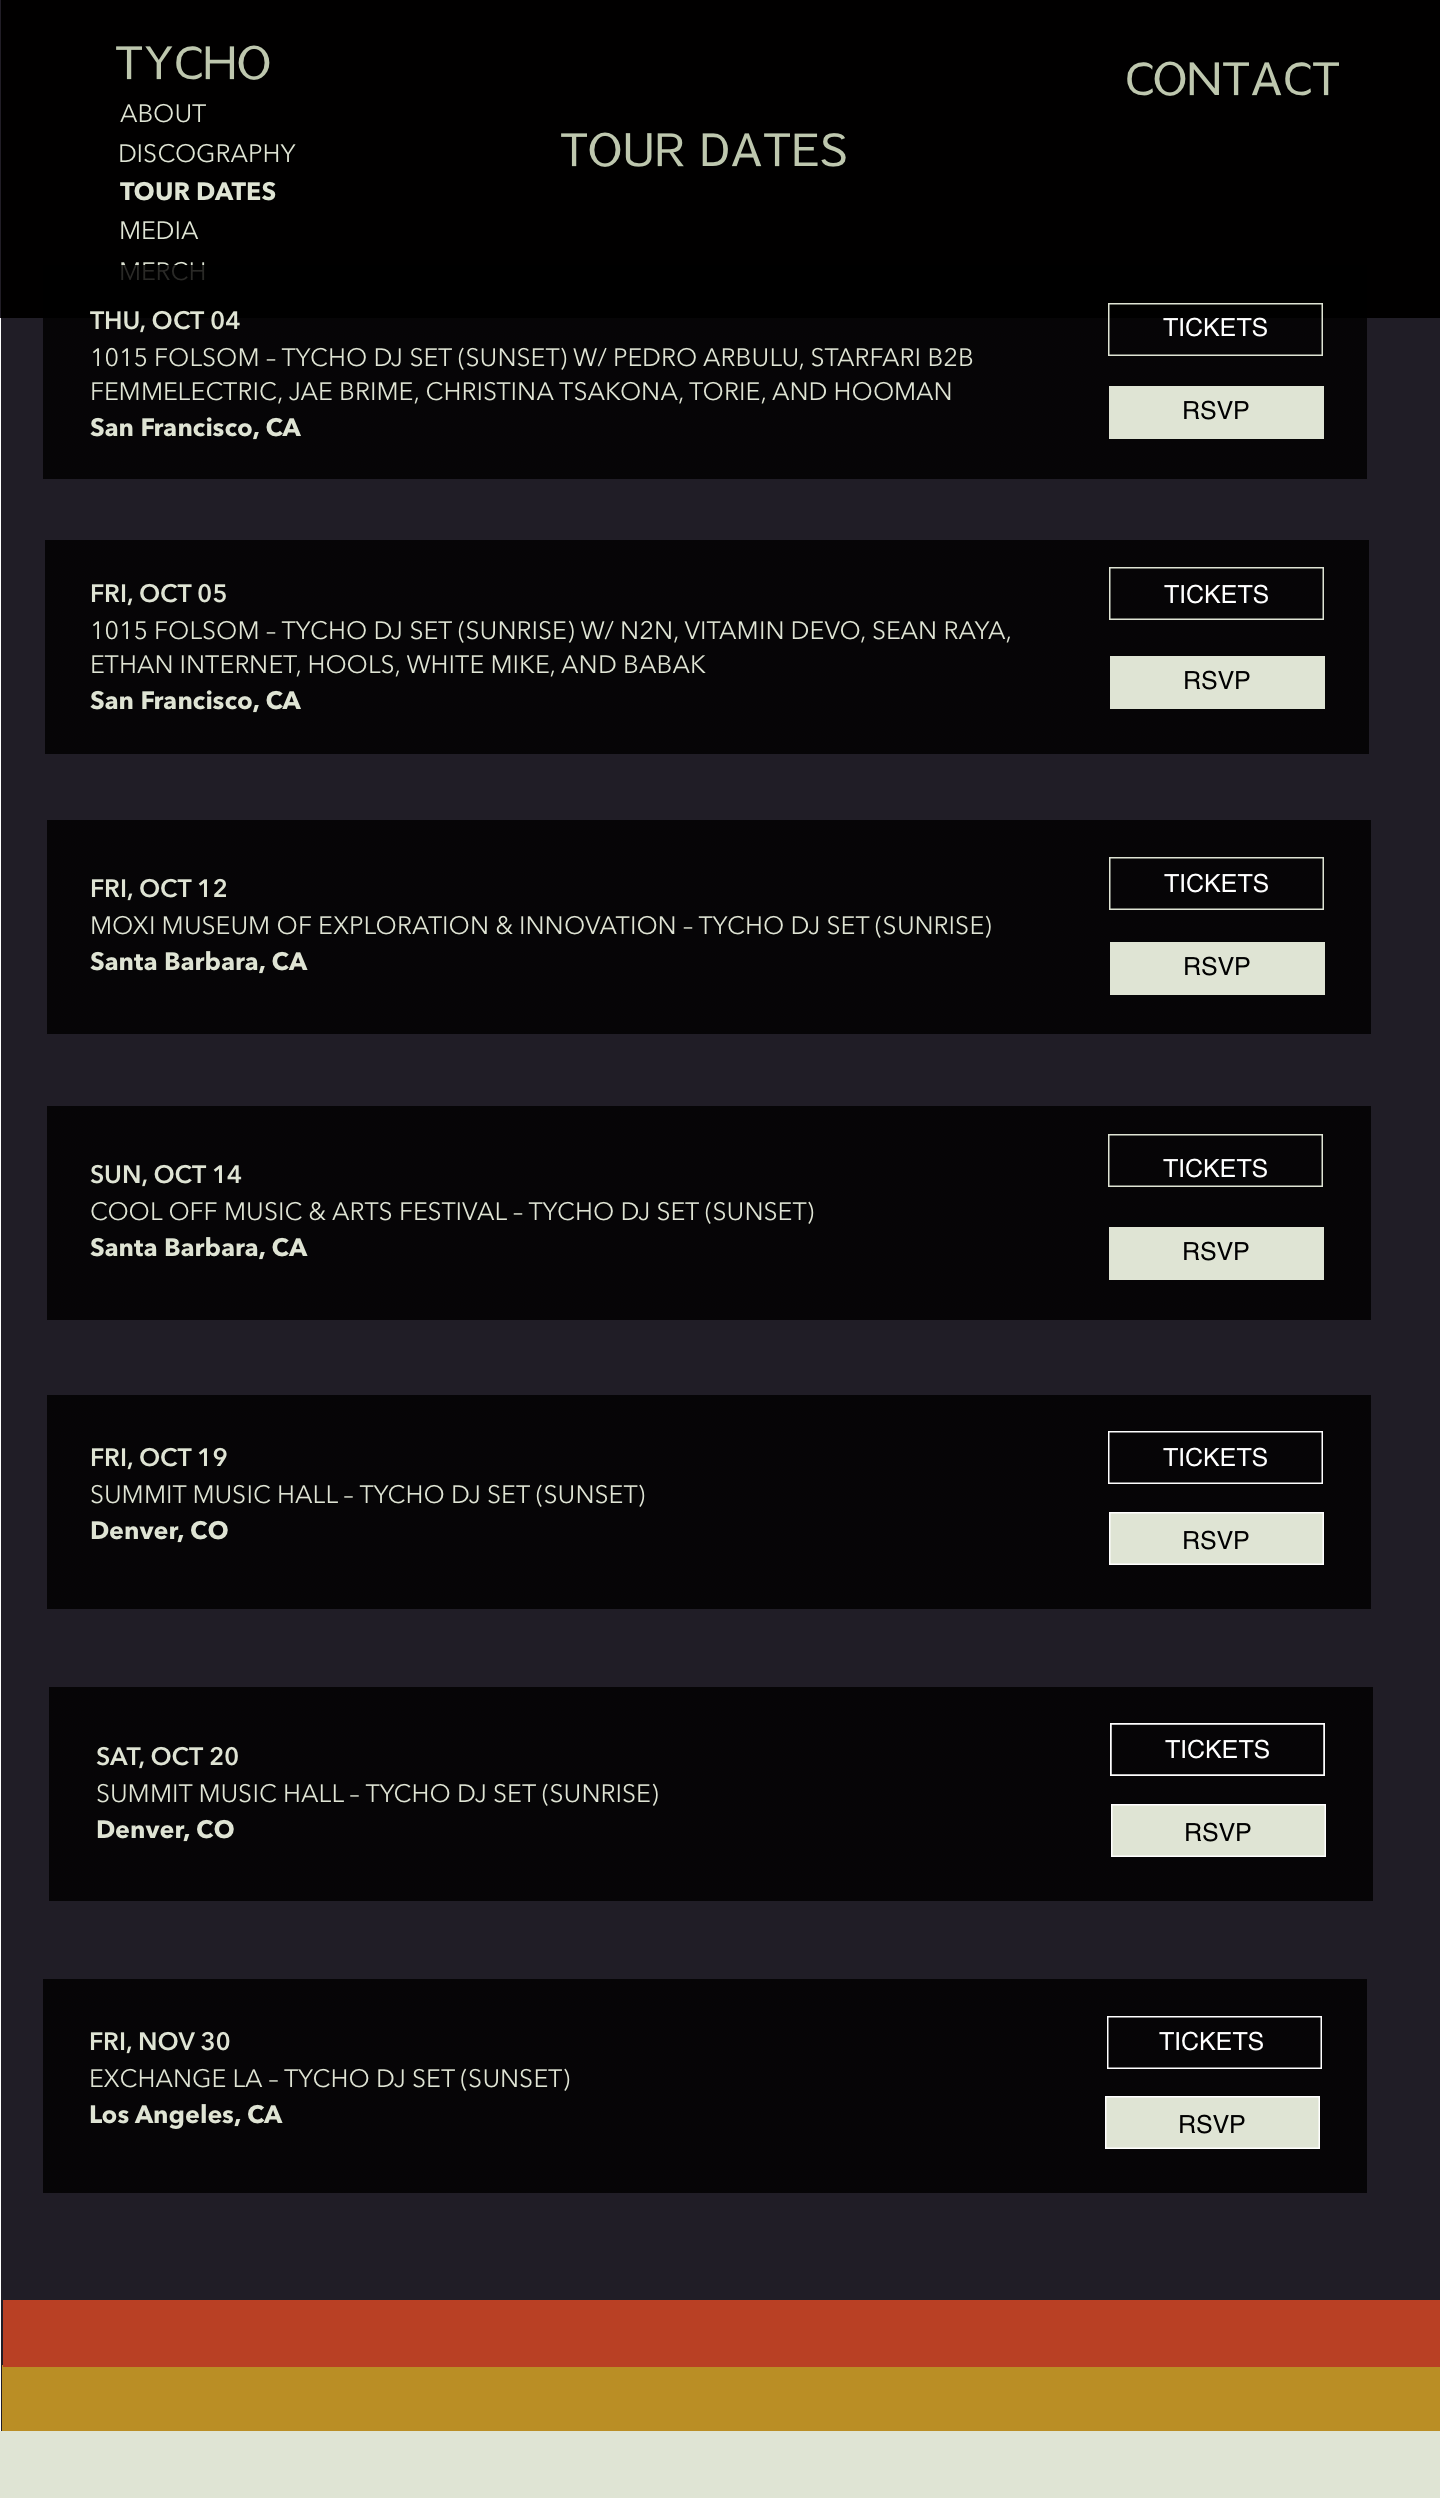 TYCHO
CONTACT
ABOUT
TOUR DATES
DISCOGRAPHY
TOUR DATES
MEDIA
MERCH
THU, OCT 04
1015 FOLSOM – TYCHO DJ SET (SUNSET) W/ PEDRO ARBULU, STARFARI B2B
FEMMELECTRIC, JAE BRIME, CHRISTINA TSAKONA, TORIE, AND HOOMAN
San Francisco, CA
TICKETS
RSVP
FRI, OCT 05
1015 FOLSOM – TYCHO DJ SET (SUNRISE) W/ N2N, VITAMIN DEVO, SEAN RAYA,
ETHAN INTERNET, HOOLS, WHITE MIKE, AND BABAK
San Francisco, CA
TICKETS
RSVP
FRI, OCT 12
MOXI MUSEUM OF EXPLORATION & INNOVATION – TYCHO DJ SET (SUNRISE)
Santa Barbara, CA
TICKETS
RSVP
SUN, OCT 14
COOL OFF MUSIC & ARTS FESTIVAL – TYCHO DJ SET (SUNSET)
Santa Barbara, CA
TICKETS
RSVP
FRI, OCT 19
SUMMIT MUSIC HALL – TYCHO DJ SET (SUNSET)
Denver, CO
TICKETS
RSVP
SAT, OCT 20
SUMMIT MUSIC HALL – TYCHO DJ SET (SUNRISE)
Denver, CO
TICKETS
RSVP
FRI, NOV 30
EXCHANGE LA – TYCHO DJ SET (SUNSET)
Los Angeles, CA
TICKETS
RSVP